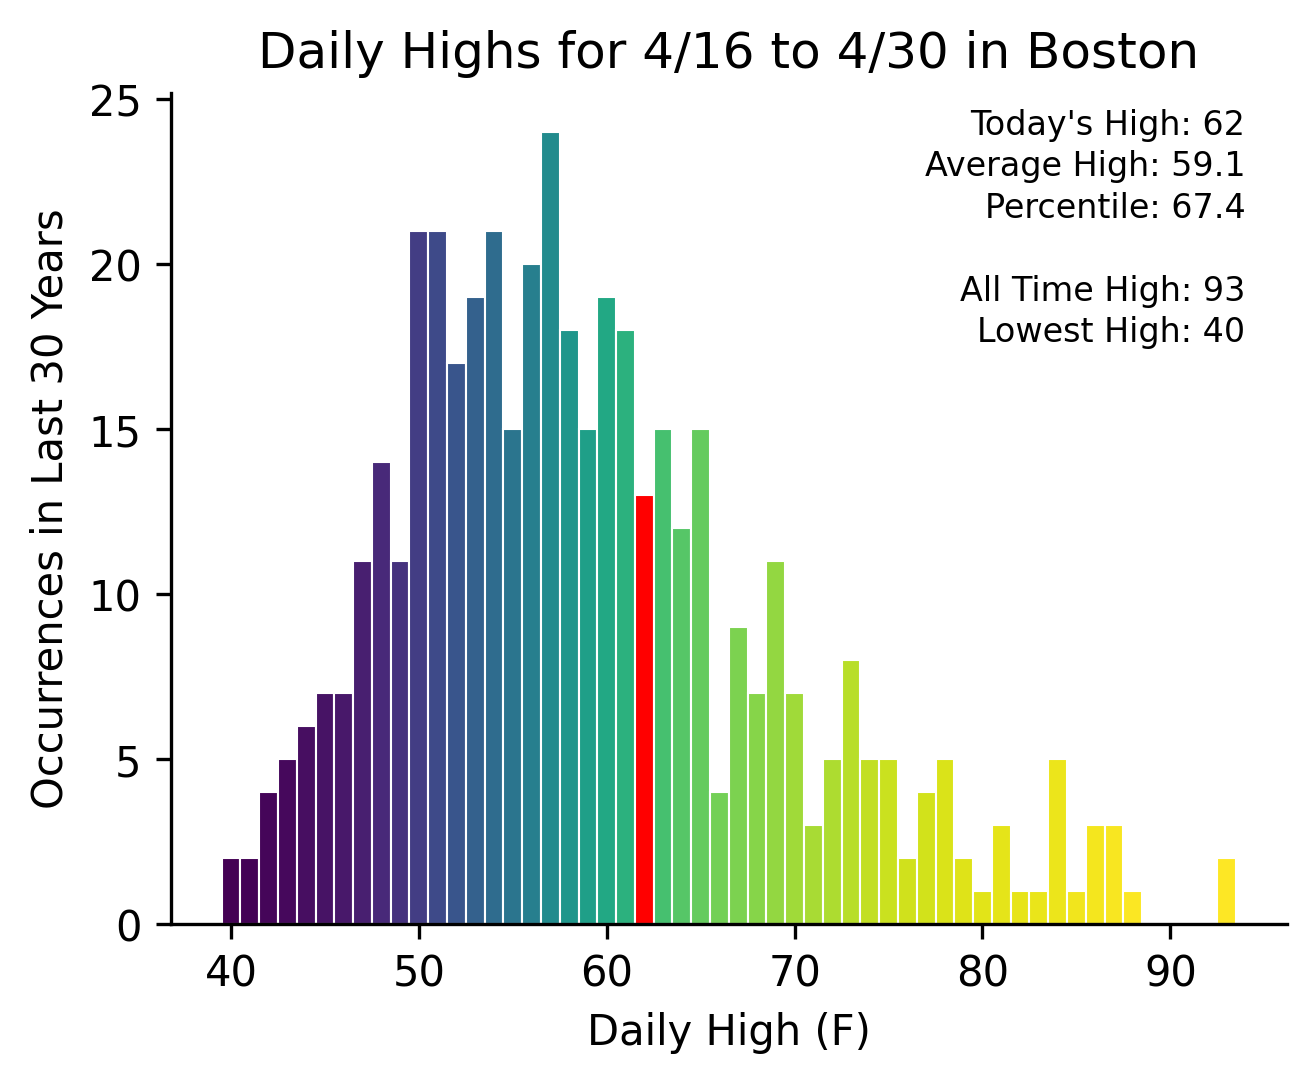 Daily Highs for 4/16 to 4/30 in Boston
Today's High: 62
Average High: 59.1
Percentile: 67.4
All Time High: 93
Lowest High: 40
Occurrences in Last 30 Years
25
20
15
10
5
0
40 50 60 70 80 90
Daily High (F)